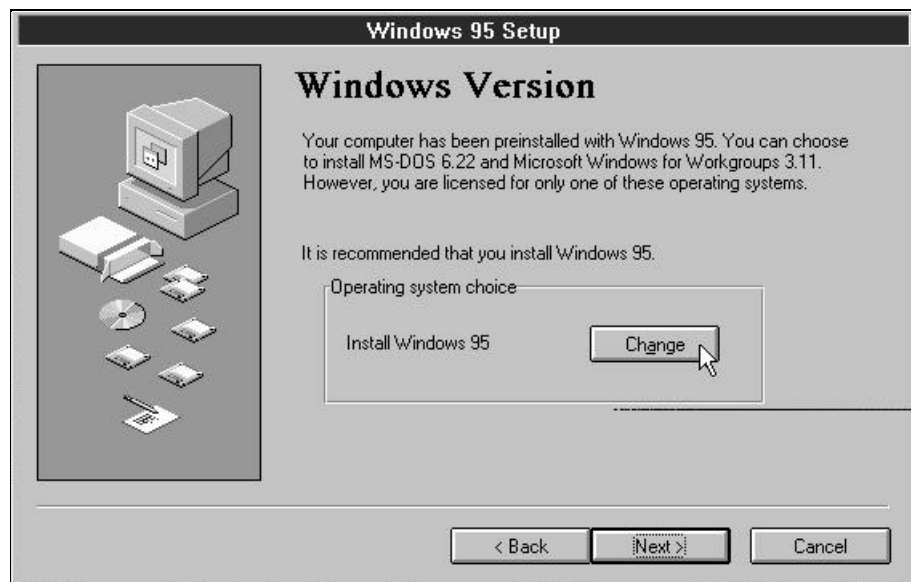 Windows 95 Setup
Windows Version
Your computer has been preinstalled with Windows 95. You can choose
to install MS-DOS 6.22 and Microsoft Windows for Workgroups 3.11.
However, you are licensed for only one of these operating systems.
It is recommended that you install Windows 95.
Operating system choice
Install Windows 95
Change
< Back
Next >
Cancel